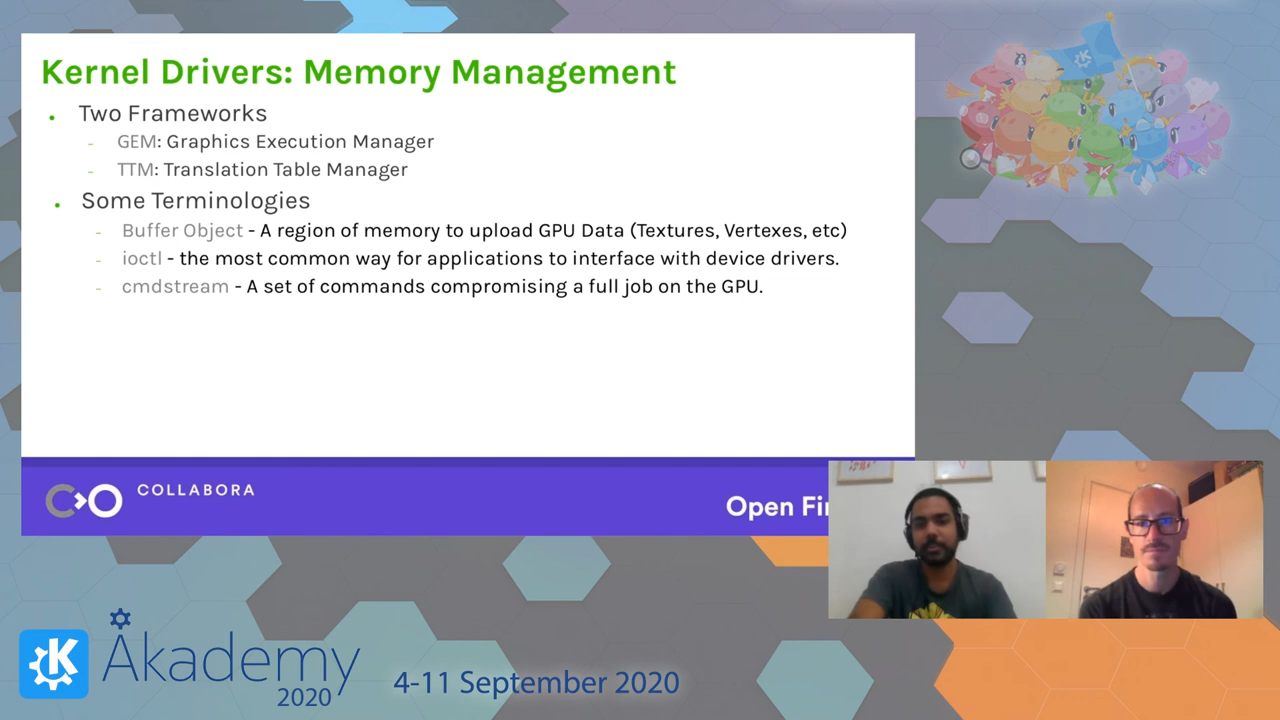 Kernel Drivers: Memory Management
Two Frameworks
- GEM: Graphics Execution Manager
- TTM: Translation Table Manager
Some Terminologies
- Buffer Object - A region of memory to upload GPU Data (Textures, Vertexes, etc)
- ioctl - the most common way for applications to interface with device drivers.
- cmdstream - A set of commands compromising a full job on the GPU.
COLLABORA
Open
Akademy
2020
4-11 September 2020